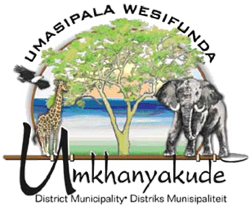 UMASIPALA WESIFUNDA
Umkhanyakude
District Municipality• Distriks Munisipaliteit